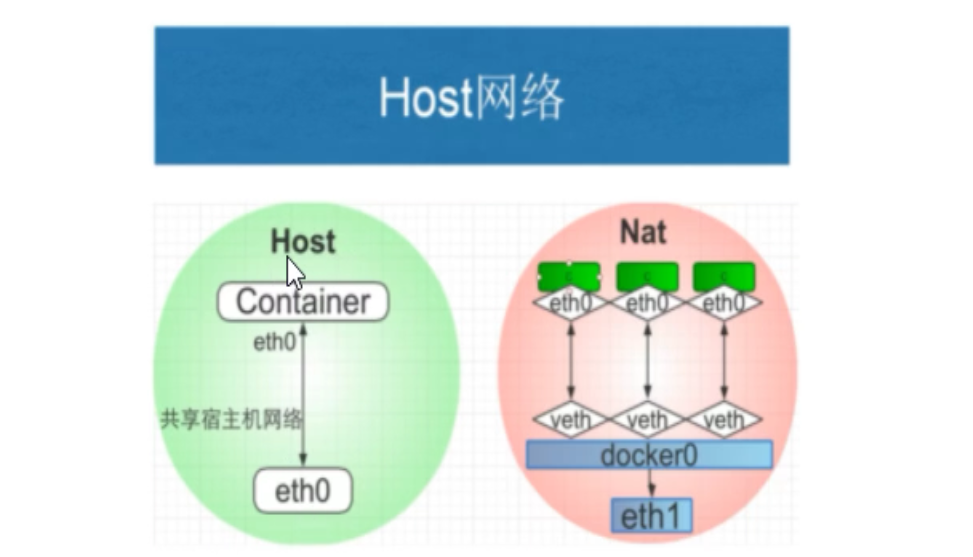 Host网络
Host
Container
eth0
共享宿主机网络
eth0
Nat
c c c
eth0 eth0 eth0
veth veth veth
docker0
eth1